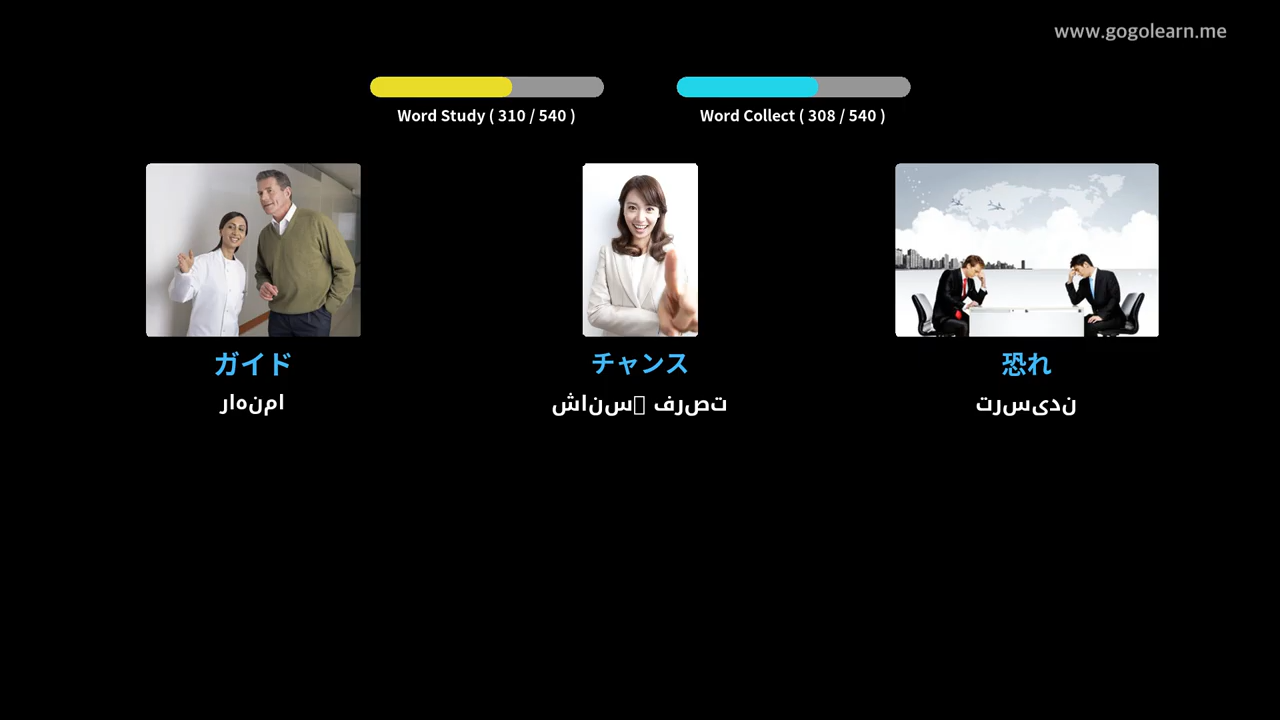 www.gogolearn.me
Word Study ( 310 / 540 )
Word Collect ( 308 / 540 )
ガイド
チャンス
恐れ
راهنما
شانس□ فرصت
ترسیدن